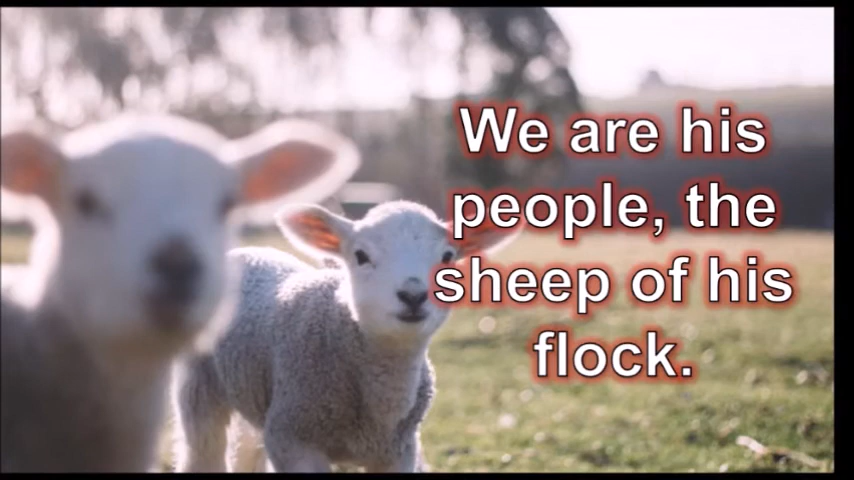 We are his
people, the
sheep of his
flock.